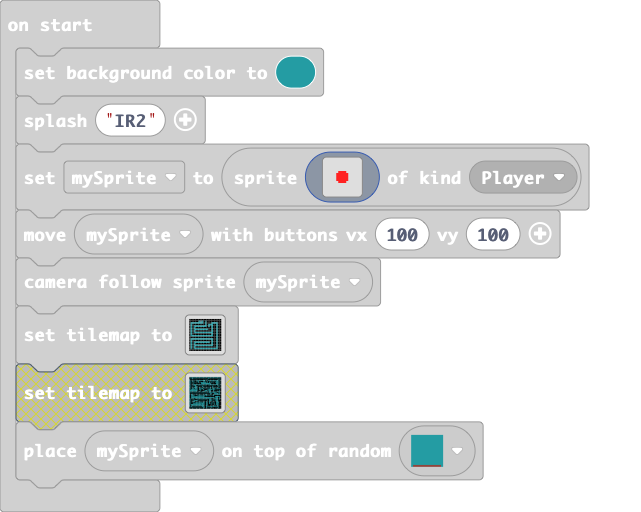 on start
set background color to
splash "IR2"
set mySprite to sprite of kind Player
move mySprite with buttons vx 100 vy 100
camera follow sprite mySprite
set tilemap to
set tilemap to
place mySprite on top of random